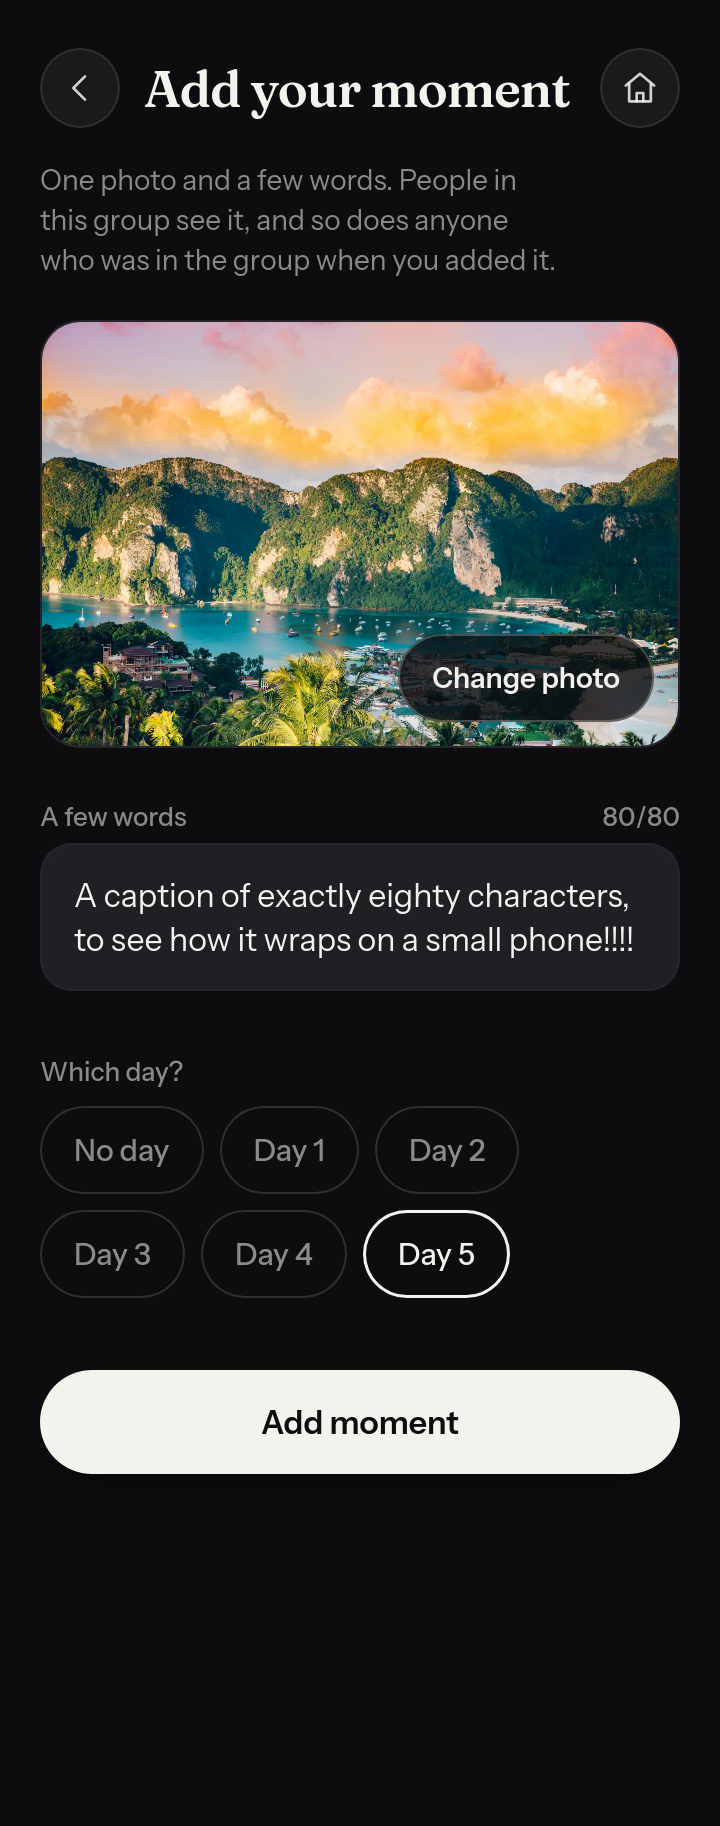 Add your moment
One photo and a few words. People in
this group see it, and so does anyone
who was in the group when you added it.
Change photo
A few words
80/80
A caption of exactly eighty characters,
to see how it wraps on a small phone!!!!
Which day?
No day
Day 1
Day 2
Day 3
Day 4
Day 5
Add moment